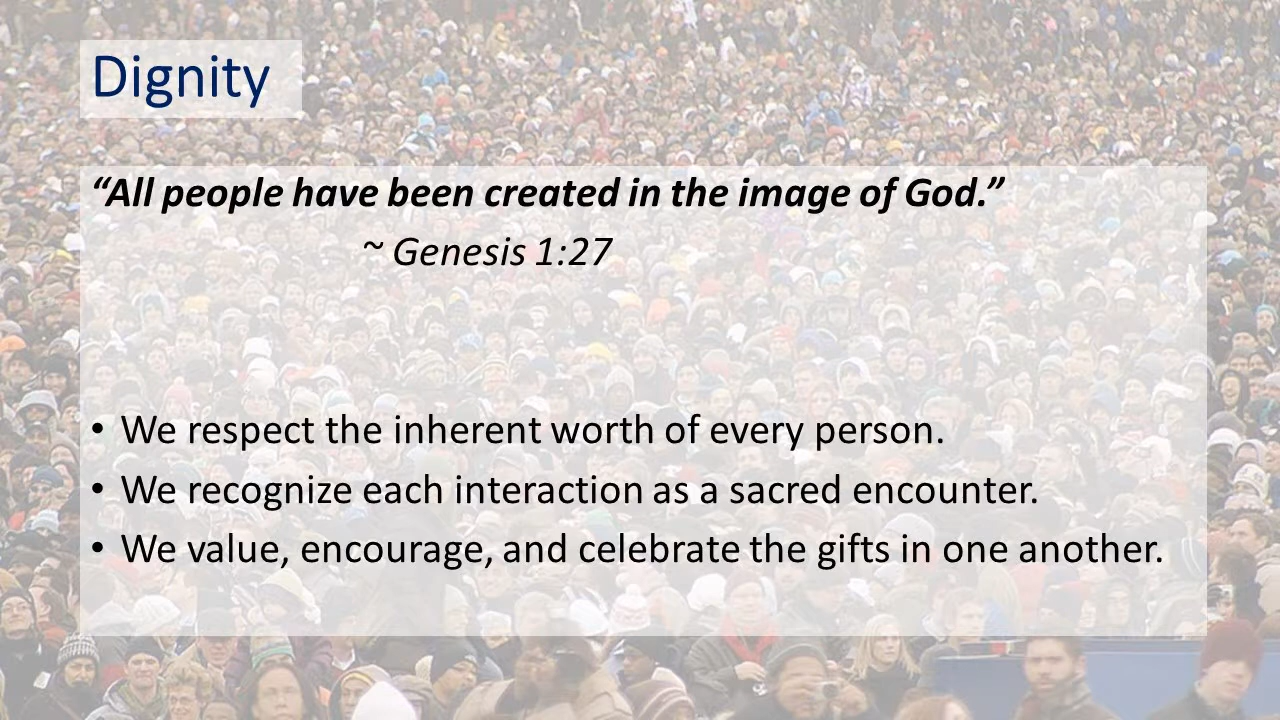 Dignity
“All people have been created in the image of God.”
~ Genesis 1:27
• We respect the inherent worth of every person.
• We recognize each interaction as a sacred encounter.
• We value, encourage, and celebrate the gifts in one another.